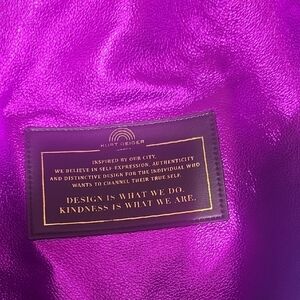 KURT GEIGER
LONDON
INSPIRED BY OUR CITY,
WE BELIEVE IN SELF-EXPRESSION, AUTHENTICITY
AND DISTINCTIVE DESIGN FOR THE INDIVIDUAL WHO
WANTS TO CHANNEL THEIR TRUE SELF.
DESIGN IS WHAT WE DO.
KINDNESS IS WHAT WE ARE.